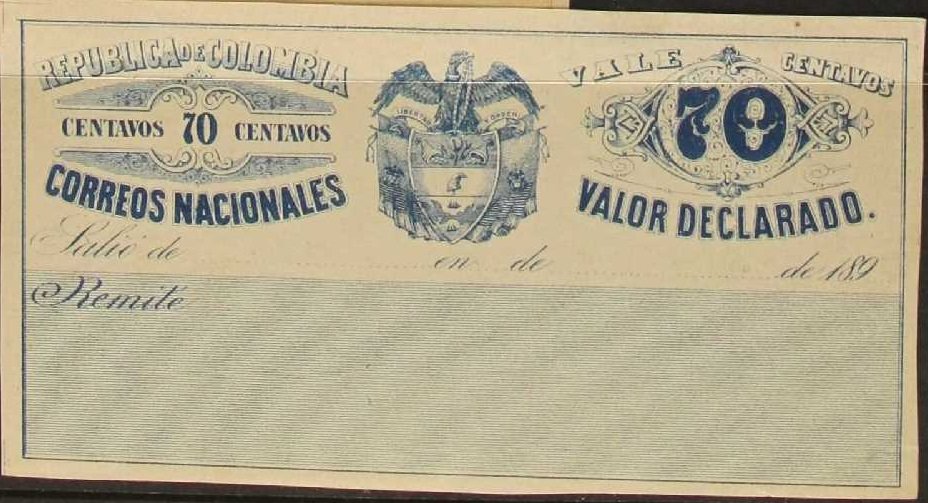 REPUBLICA DE COLOMBIA
CENTAVOS 70 CENTAVOS
CORREOS NACIONALES
LIBERTAD Y ORDEN
VALE CENTAVOS
70
VALOR DECLARADO.
Salió de en de de 189
Remite